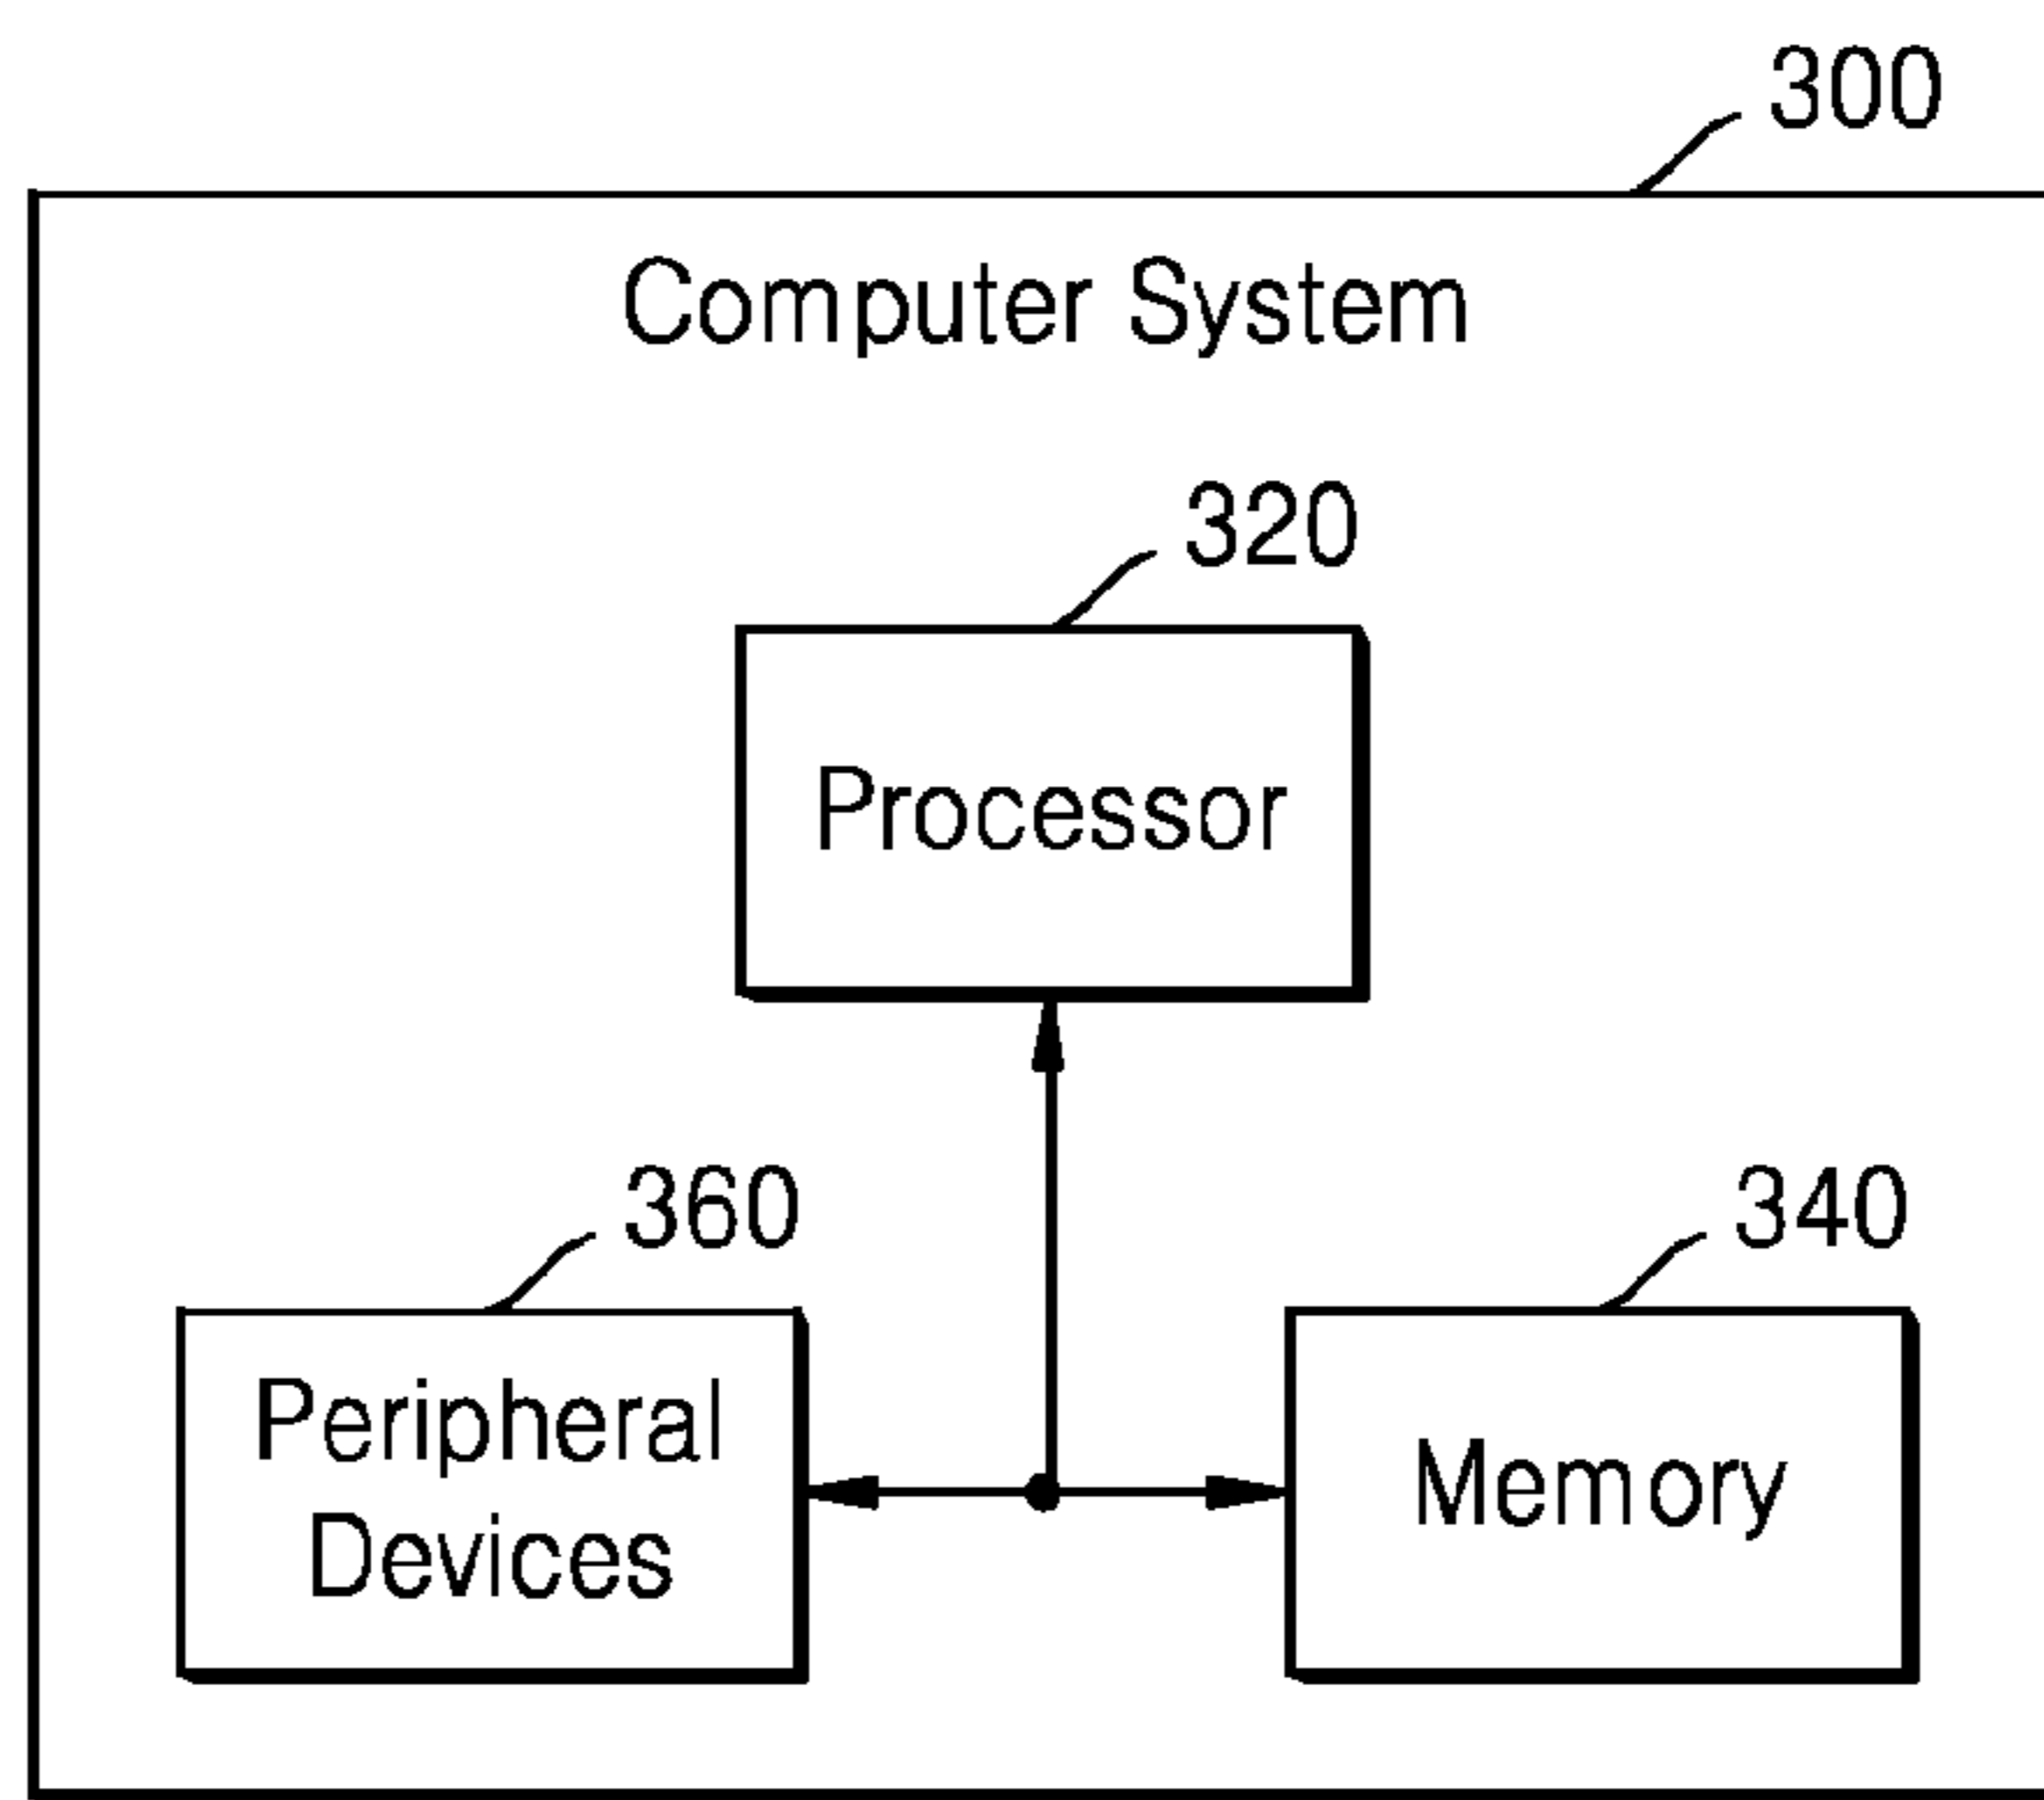 300
Computer System
320
Processor
360
340
Peripheral
Devices
Memory